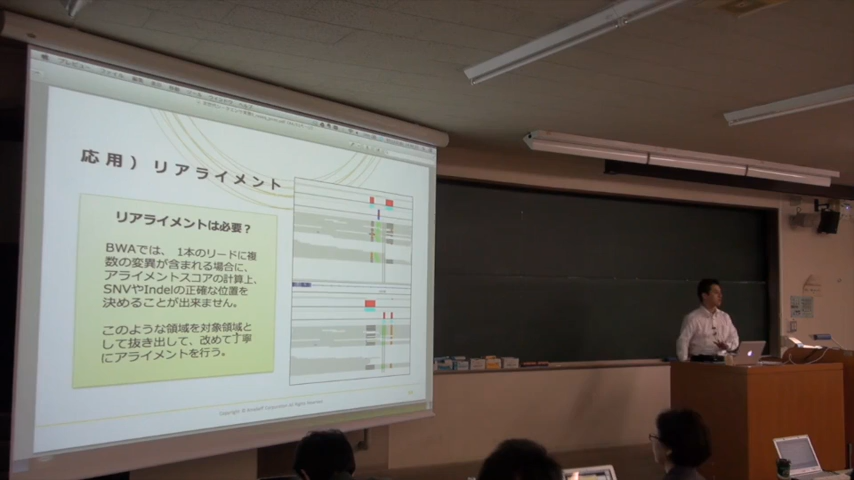 応用）リアライメント
リアライメントは必要？
BWAでは、1本のリードに複
数の変異が含まれる場合に、
アライメントスコアの計算上、
SNVやIndelの正確な位置を
決めることが出来ません。
このような領域を対象領域と
して抜き出して、改めて丁寧
にアライメントを行う。